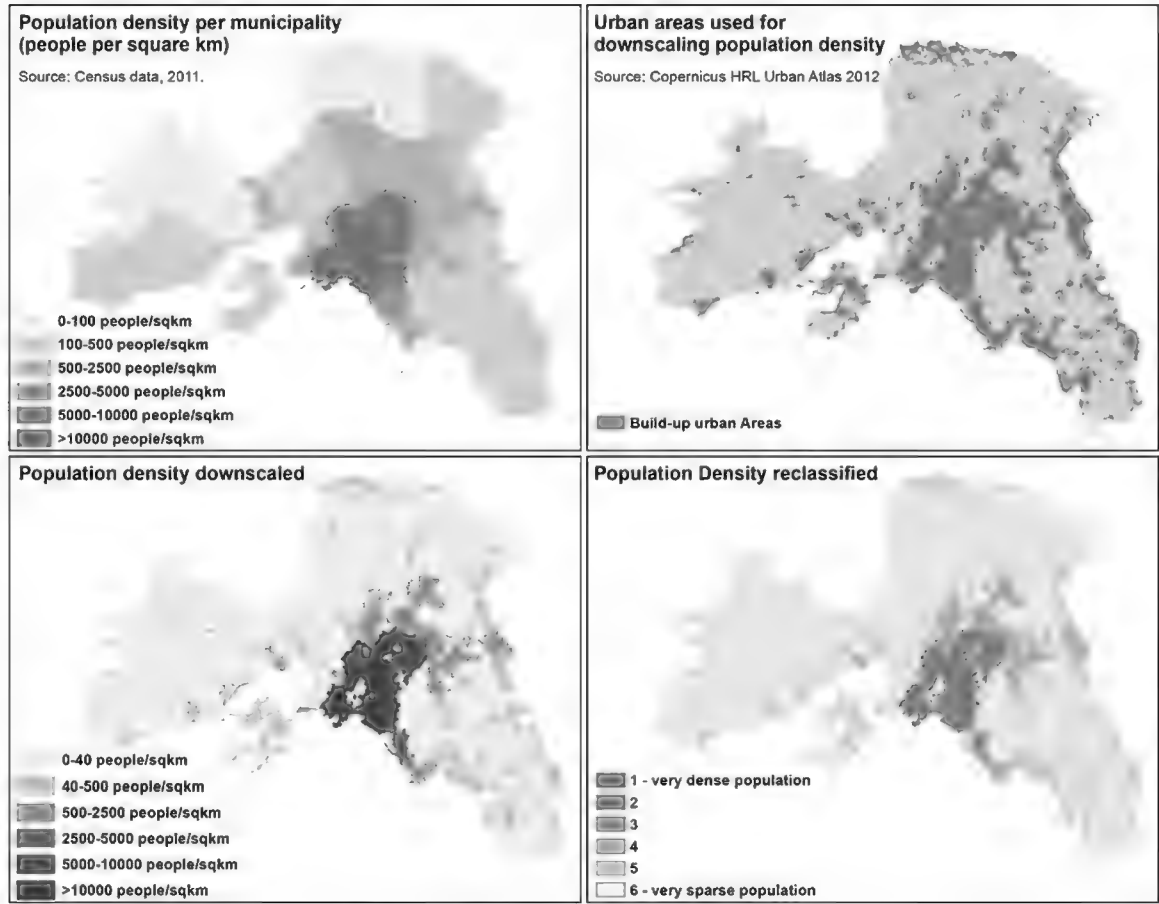 Population density per municipality
(people per square km)
Source: Census data, 2011.
0-100 people/sqkm
100-500 people/sqkm
500-2500 people/sqkm
2500-5000 people/sqkm
5000-10000 people/sqkm
>10000 people/sqkm
Urban areas used for
downscaling population density
Source: Copernicus HRL Urban Atlas 2012
Build-up urban Areas
Population density downscaled
0-40 people/sqkm
40-500 people/sqkm
500-2500 people/sqkm
2500-5000 people/sqkm
5000-10000 people/sqkm
>10000 people/sqkm
Population Density reclassified
1 - very dense population
2
3
4
5
6 - very sparse population